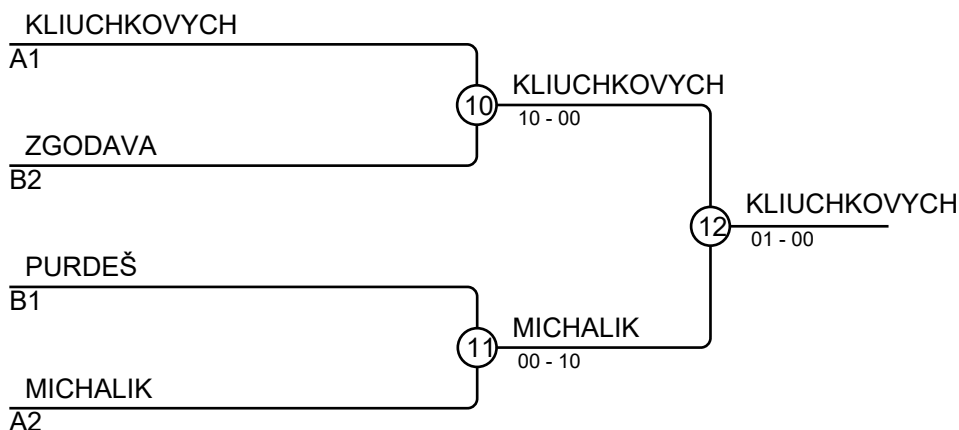 KLIUCHKOVYCH
A1
10
KLIUCHKOVYCH
10 - 00
ZGODAVA
B2
12
KLIUCHKOVYCH
01 - 00
PURDEŠ
B1
11
MICHALIK
00 - 10
MICHALIK
A2